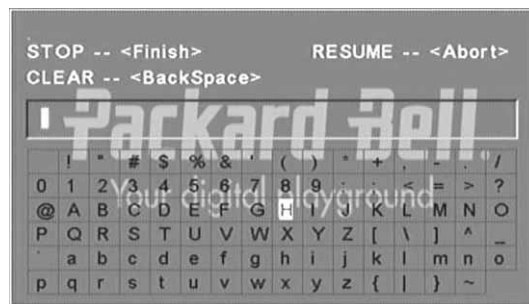 STOP -- <Finish> RESUME -- <Abort>
CLEAR -- <BackSpace>
Packard Bell.
Your digital playground
! " # $ % & ' ( ) * + , - . /
0 1 2 3 4 5 6 7 8 9 : ; < = > ?
@ A B C D E F G H I J K L M N O
P Q R S T U V W X Y Z [ \ ] ^ _
` a b c d e f g h i j k l m n o
p q r s t u v w x y z { | } ~